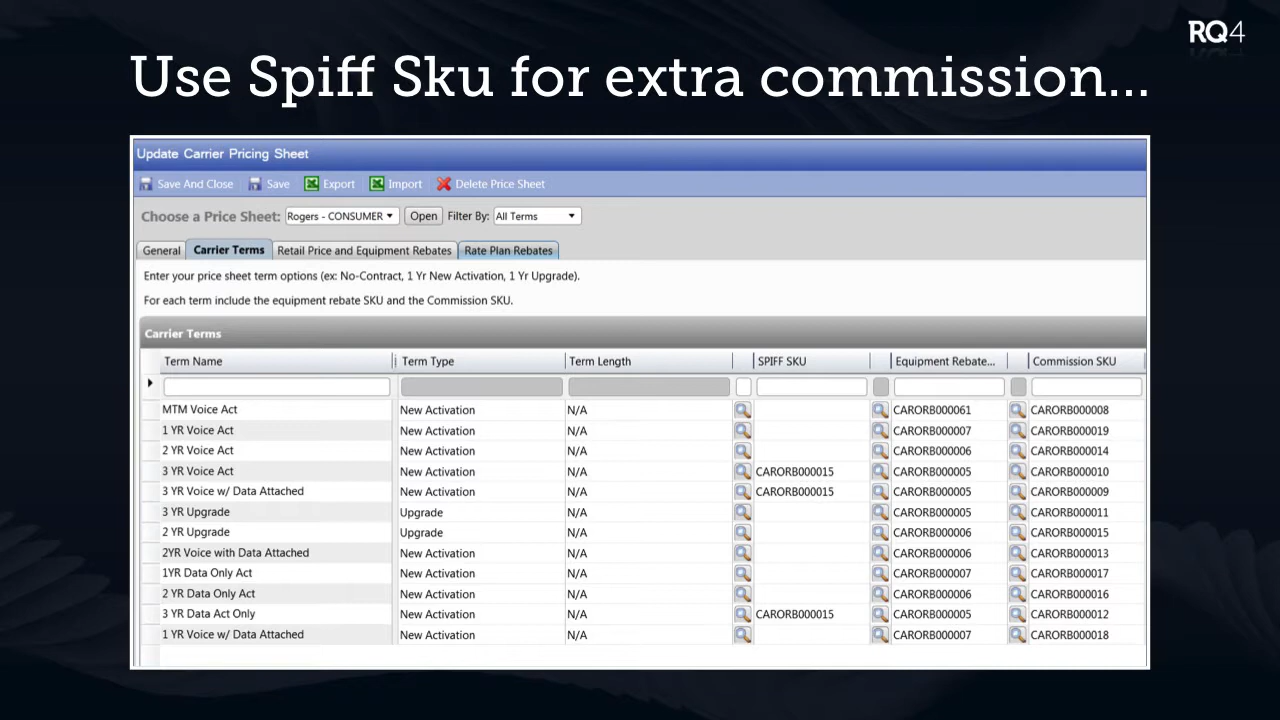 RQ4
Use Spiff Sku for extra commission...
Update Carrier Pricing Sheet
Save And Close Save Export Import Delete Price Sheet
Choose a Price Sheet: Rogers - CONSUMER Open Filter By: All Terms
General Carrier Terms Retail Price and Equipment Rebates Rate Plan Rebates
Enter your price sheet term options (ex: No-Contract, 1 Yr New Activation, 1 Yr Upgrade).
For each term include the equipment rebate SKU and the Commission SKU.
Carrier Terms
Term Name Term Type Term Length SPIFF SKU Equipment Rebate... Commission SKU
MTM Voice Act New Activation N/A CARORB000061 CARORB000008
1 YR Voice Act New Activation N/A CARORB000007 CARORB000019
2 YR Voice Act New Activation N/A CARORB000006 CARORB000014
3 YR Voice Act New Activation N/A CARORB000015 CARORB000005 CARORB000010
3 YR Voice w/ Data Attached New Activation N/A CARORB000015 CARORB000005 CARORB000009
3 YR Upgrade Upgrade N/A CARORB000005 CARORB000011
2 YR Upgrade Upgrade N/A CARORB000006 CARORB000015
2YR Voice with Data Attached New Activation N/A CARORB000006 CARORB000013
1YR Data Only Act New Activation N/A CARORB000007 CARORB000017
2 YR Data Only Act New Activation N/A CARORB000006 CARORB000016
3 YR Data Act Only New Activation N/A CARORB000015 CARORB000005 CARORB000012
1 YR Voice w/ Data Attached New Activation N/A CARORB000007 CARORB000018